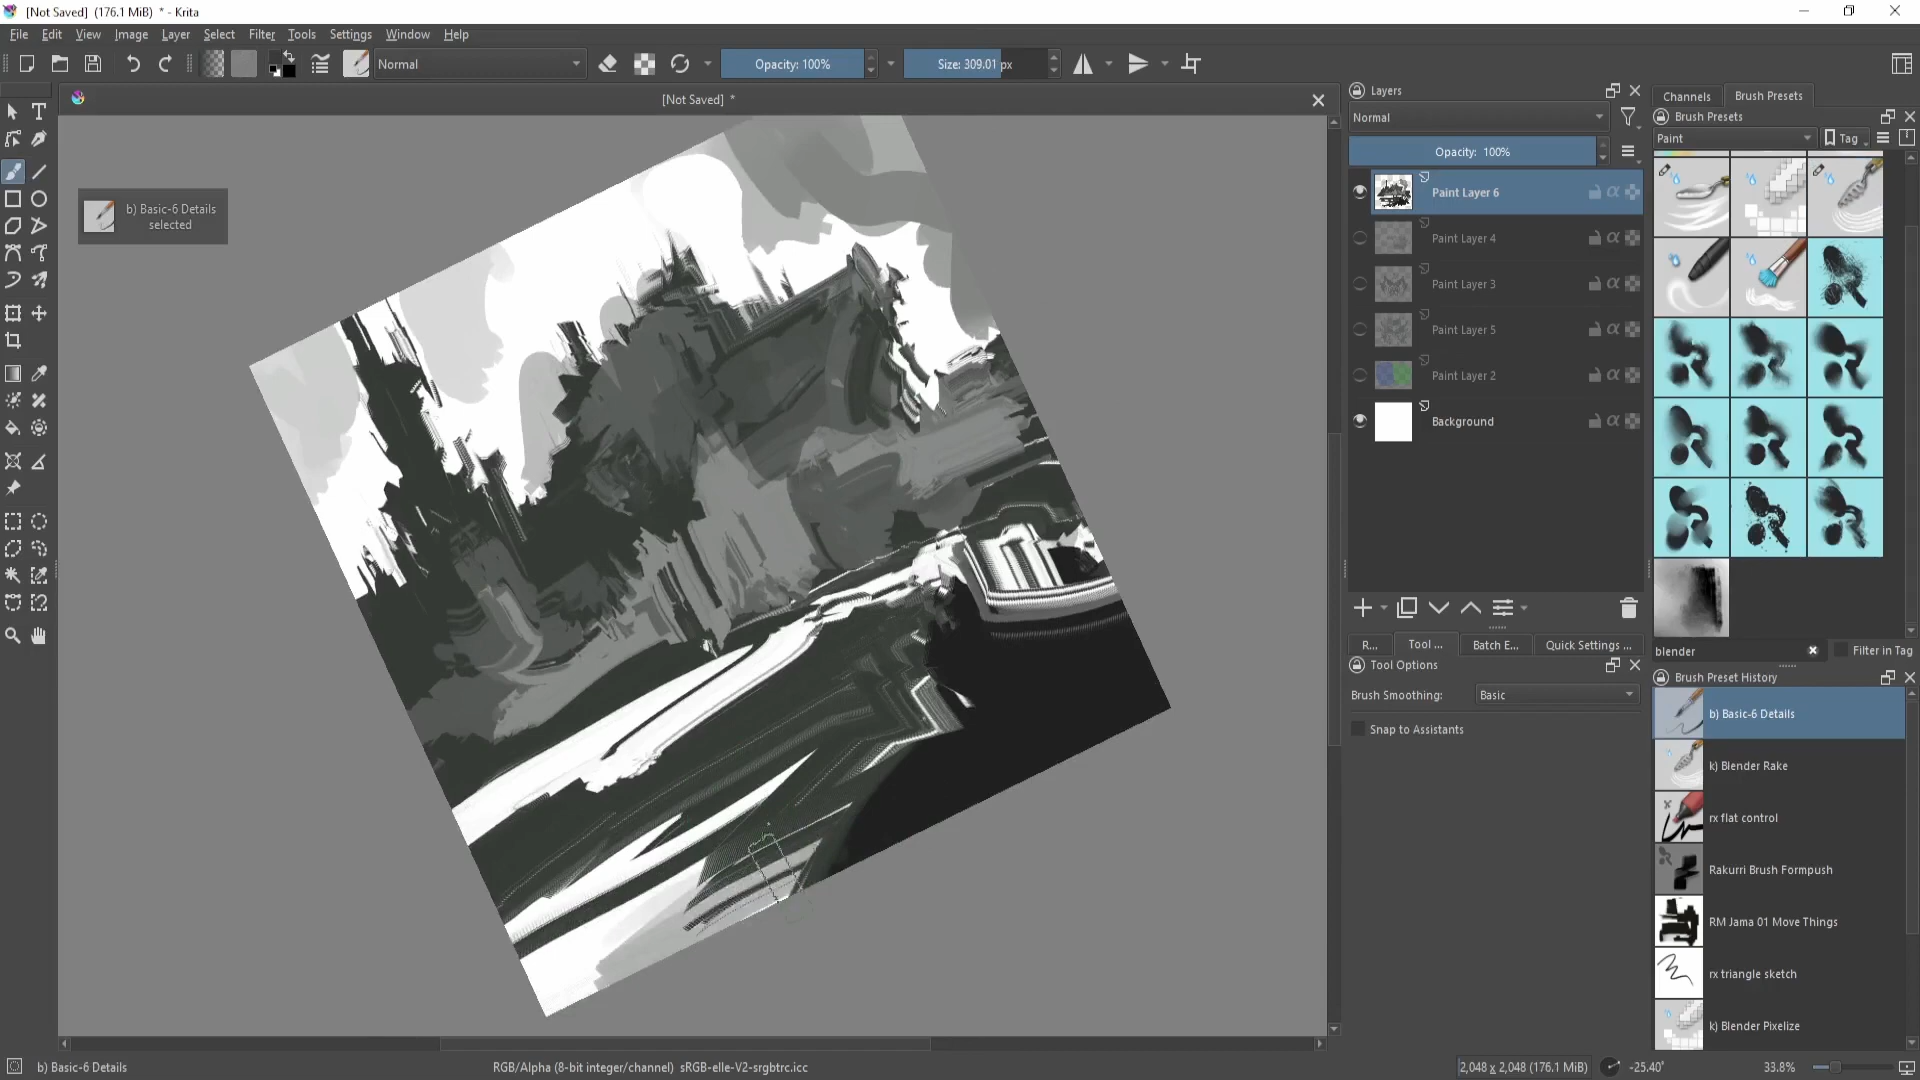 [Not Saved] (176.1 MiB) * - Krita
File Edit View Image Layer Select Filter Tools Settings Window Help
Normal
Opacity: 100%
Size: 309.01 px
[Not Saved] *
b) Basic-6 Details
selected
Layers
Normal
Opacity: 100%
Paint Layer 6
Paint Layer 4
Paint Layer 3
Paint Layer 5
Paint Layer 2
Background
R... Tool ... Batch E... Quick Settings ...
Tool Options
Brush Smoothing: Basic
Snap to Assistants
Channels Brush Presets
Brush Presets
Paint Tag
blender Filter in Tag
Brush Preset History
b) Basic-6 Details
k) Blender Rake
rx flat control
Rakurri Brush Formpush
RM Jama 01 Move Things
rx triangle sketch
k) Blender Pixelize
b) Basic-6 Details
RGB/Alpha (8-bit integer/channel) sRGB-elle-V2-srgbtrc.icc
2,048 x 2,048 (176.1 MiB)
-25.40°
33.8%